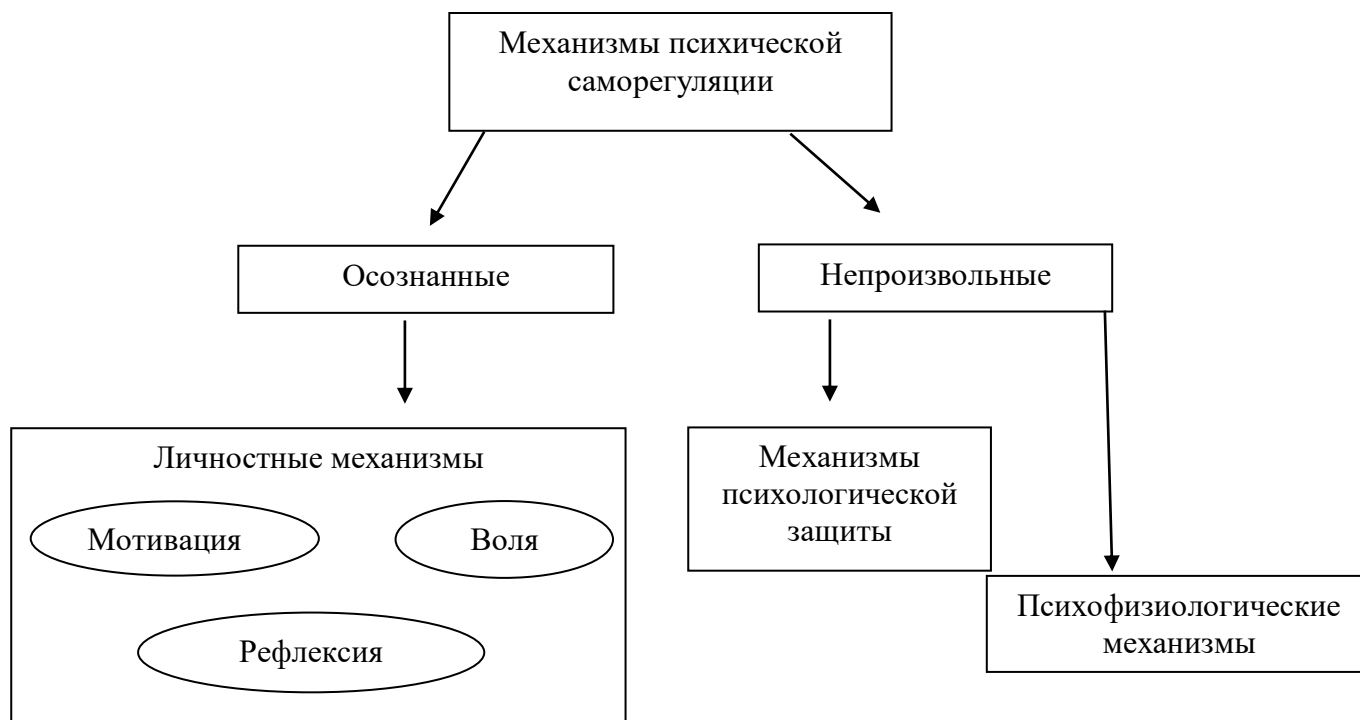 Механизмы психической
саморегуляции
Осознанные
Непроизвольные
Личностные механизмы
Мотивация
Воля
Рефлексия
Механизмы
психологической
защиты
Психофизиологические
механизмы